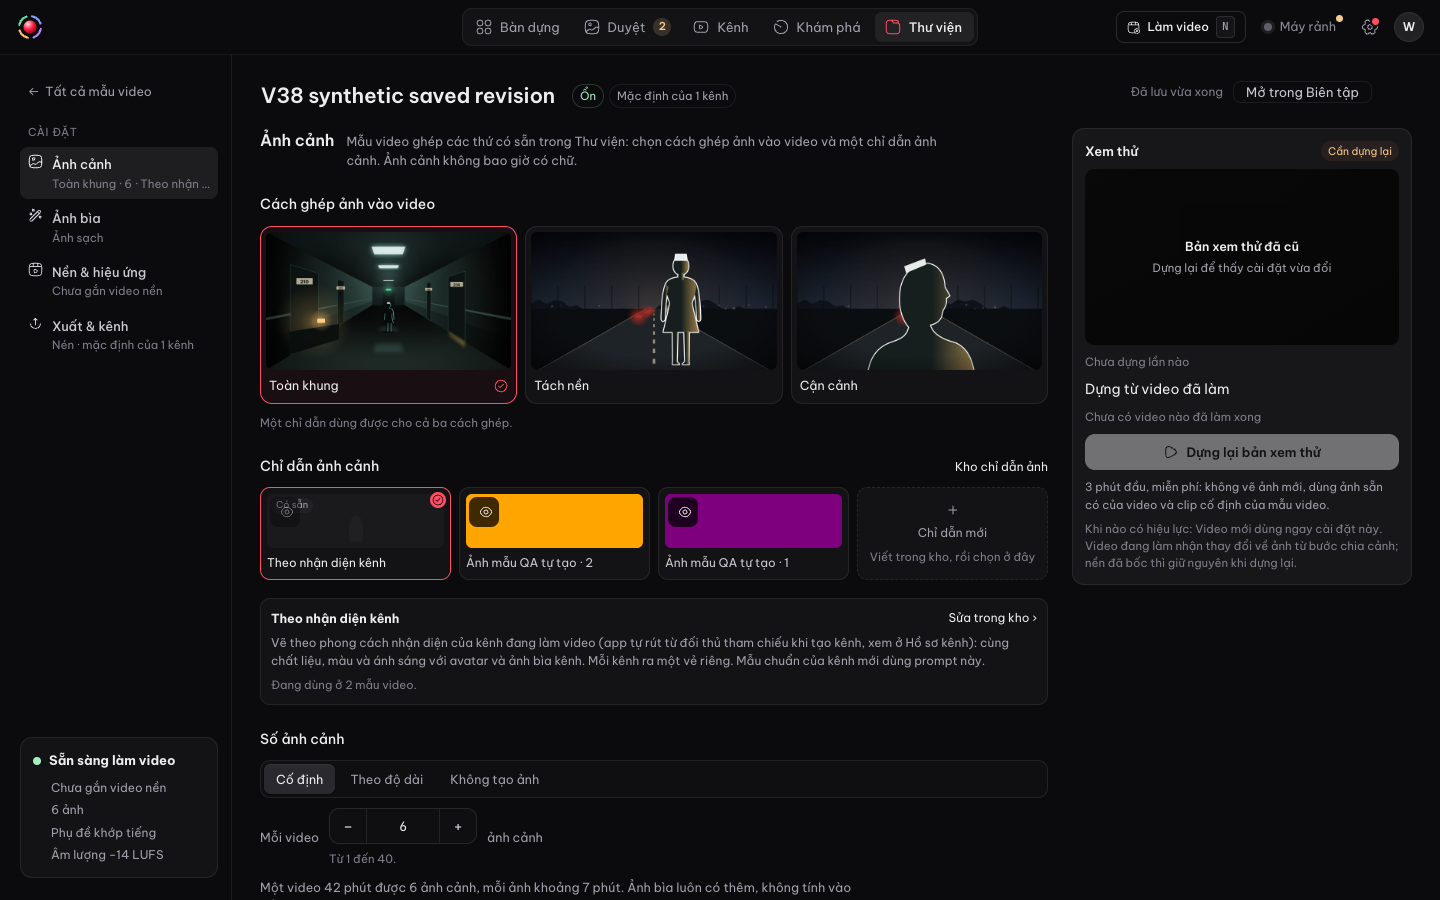 Bàn dựng
Duyệt 2
Kênh
Khám phá
Thư viện
Làm video N
Máy rảnh
W
← Tất cả mẫu video
CÀI ĐẶT
Ảnh cảnh
Toàn khung · 6 · Theo nhận ...
Ảnh bìa
Ảnh sạch
Nền & hiệu ứng
Chưa gắn video nền
Xuất & kênh
Nén · mặc định của 1 kênh
Sẵn sàng làm video
Chưa gắn video nền
6 ảnh
Phụ đề khớp tiếng
Âm lượng -14 LUFS
V38 synthetic saved revision
Ổn
Mặc định của 1 kênh
Đã lưu vừa xong
Mở trong Biên tập
Ảnh cảnh
Mẫu video ghép các thứ có sẵn trong Thư viện: chọn cách ghép ảnh vào video và một chỉ dẫn ảnh
cảnh. Ảnh cảnh không bao giờ có chữ.
Cách ghép ảnh vào video
Toàn khung
Tách nền
Cận cảnh
Một chỉ dẫn dùng được cho cả ba cách ghép.
Chỉ dẫn ảnh cảnh
Kho chỉ dẫn ảnh
Có sẵn
Theo nhận diện kênh
Ảnh mẫu QA tự tạo · 2
Ảnh mẫu QA tự tạo · 1
+
Chỉ dẫn mới
Viết trong kho, rồi chọn ở đây
Theo nhận diện kênh
Sửa trong kho ›
Vẽ theo phong cách nhận diện của kênh đang làm video (app tự rút từ đối thủ tham chiếu khi tạo kênh, xem ở Hồ sơ kênh): cùng
chất liệu, màu và ánh sáng với avatar và ảnh bìa kênh. Mỗi kênh ra một vẻ riêng. Mẫu chuẩn của kênh mới dùng prompt này.
Đang dùng ở 2 mẫu video.
Số ảnh cảnh
Cố định
Theo độ dài
Không tạo ảnh
Mỗi video − 6 + ảnh cảnh
Từ 1 đến 40.
Một video 42 phút được 6 ảnh cảnh, mỗi ảnh khoảng 7 phút. Ảnh bìa luôn có thêm, không tính vào
Xem thử
Cần dựng lại
Bản xem thử đã cũ
Dựng lại để thấy cài đặt vừa đổi
Chưa dựng lần nào
Dựng từ video đã làm
Chưa có video nào đã làm xong
Dựng lại bản xem thử
3 phút đầu, miễn phí: không vẽ ảnh mới, dùng ảnh sẵn
có của video và clip cố định của mẫu video.
Khi nào có hiệu lực: Video mới dùng ngay cài đặt này.
Video đang làm nhận thay đổi về ảnh từ bước chia cảnh;
nền đã bốc thì giữ nguyên khi dựng lại.